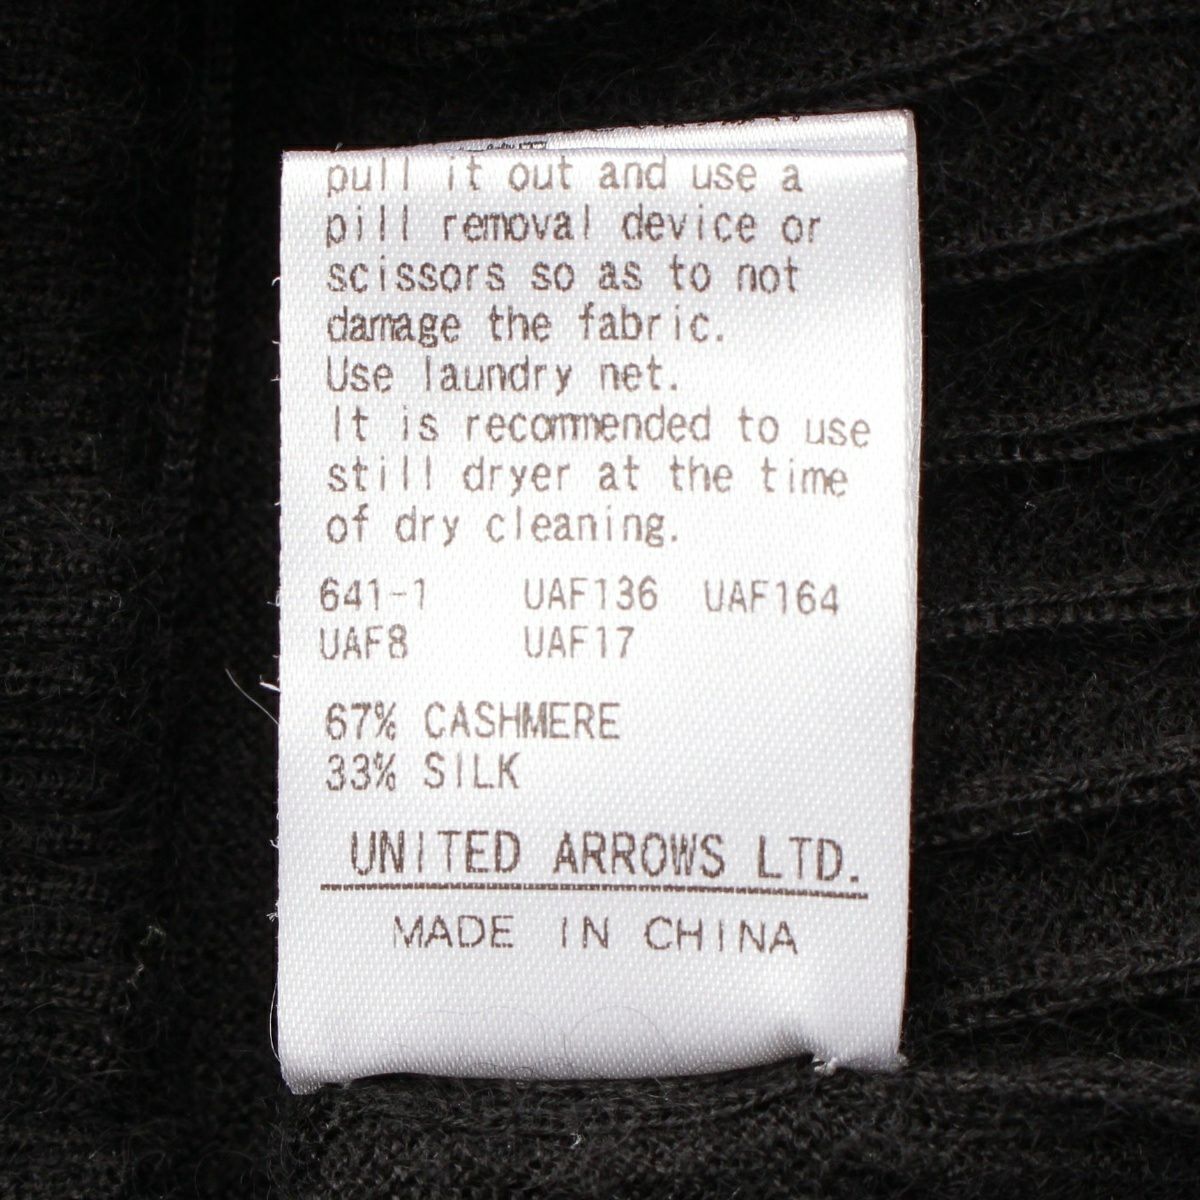 pull it out and use a
pill removal device or
scissors so as to not
damage the fabric.
Use laundry net.
It is recommended to use
still dryer at the time
of dry cleaning.
641-1 UAF136 UAF164
UAF8 UAF17
67% CASHMERE
33% SILK
UNITED ARROWS LTD.
MADE IN CHINA